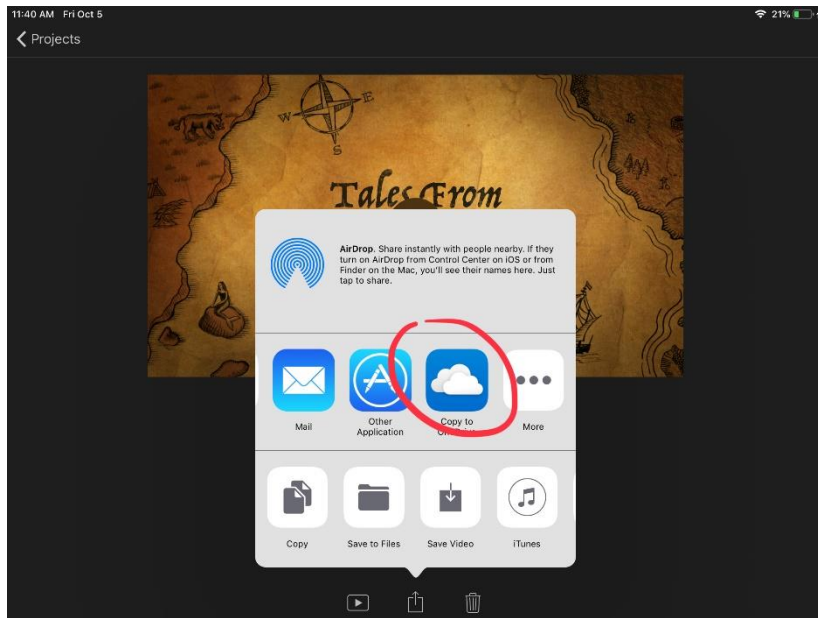 11:40 AM Fri Oct 5
21%
Projects
W
E
S
Tales From
AirDrop. Share instantly with people nearby. If they
turn on AirDrop from Control Center on iOS or from
Finder on the Mac, you'll see their names here. Just
tap to share.
Mail
Other
Application
Copy to
OneDrive
More
Copy
Save to Files
Save Video
iTunes